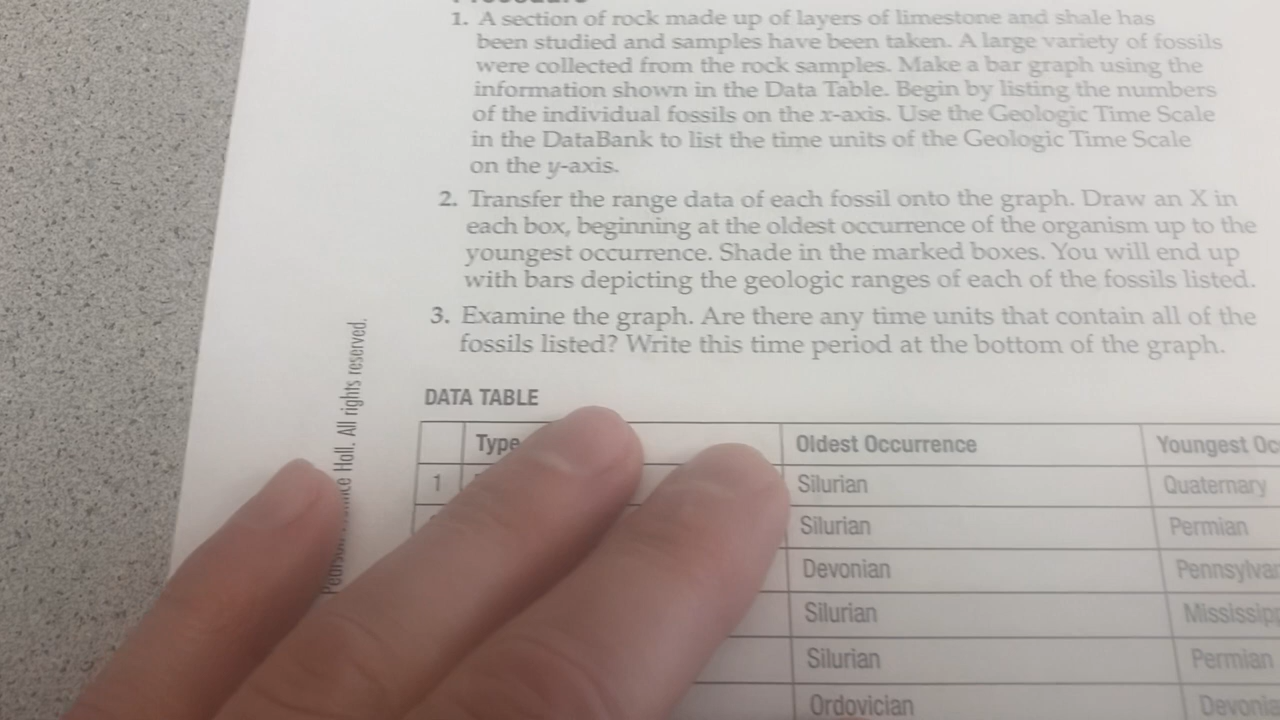 1. A section of rock made up of layers of limestone and shale has
been studied and samples have been taken. A large variety of fossils
were collected from the rock samples. Make a bar graph using the
information shown in the Data Table. Begin by listing the numbers
of the individual fossils on the x-axis. Use the Geologic Time Scale
in the DataBank to list the time units of the Geologic Time Scale
on the y-axis.
2. Transfer the range data of each fossil onto the graph. Draw an X in
each box, beginning at the oldest occurrence of the organism up to the
youngest occurrence. Shade in the marked boxes. You will end up
with bars depicting the geologic ranges of each of the fossils listed.
3. Examine the graph. Are there any time units that contain all of the
fossils listed? Write this time period at the bottom of the graph.
Hall. All rights reserved.
DATA TABLE
Type Oldest Occurrence Youngest Oc
1 Silurian Quaternary
Silurian Permian
Devonian Pennsylva
Silurian Mississip
Silurian Permian
Ordovician Devonia